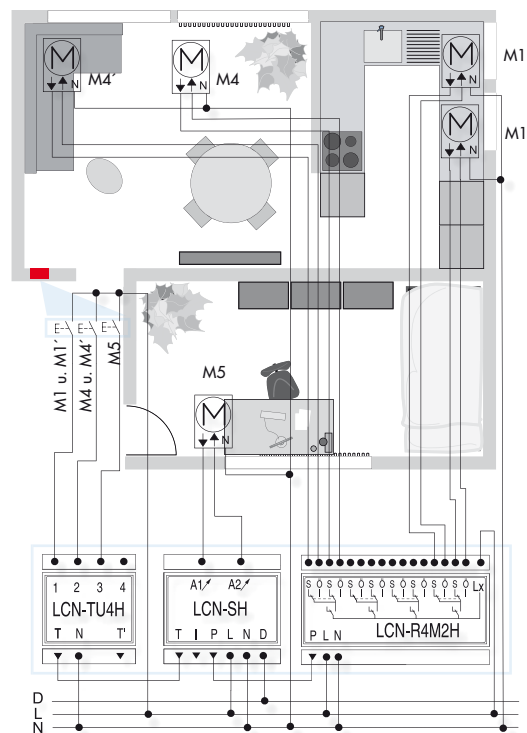 M N
M4´
M N
M4
M N
M1
M N
M1
E E E
M1 u. M1´
M4 u. M4´
M5
M5
M N
1 2 3 4
LCN-TU4H
T N T'
A1 A2
LCN-SH
T I P L N D
S O S O S O S O S O S O S O S O Lx
P L N
LCN-R4M2H
D
L
N